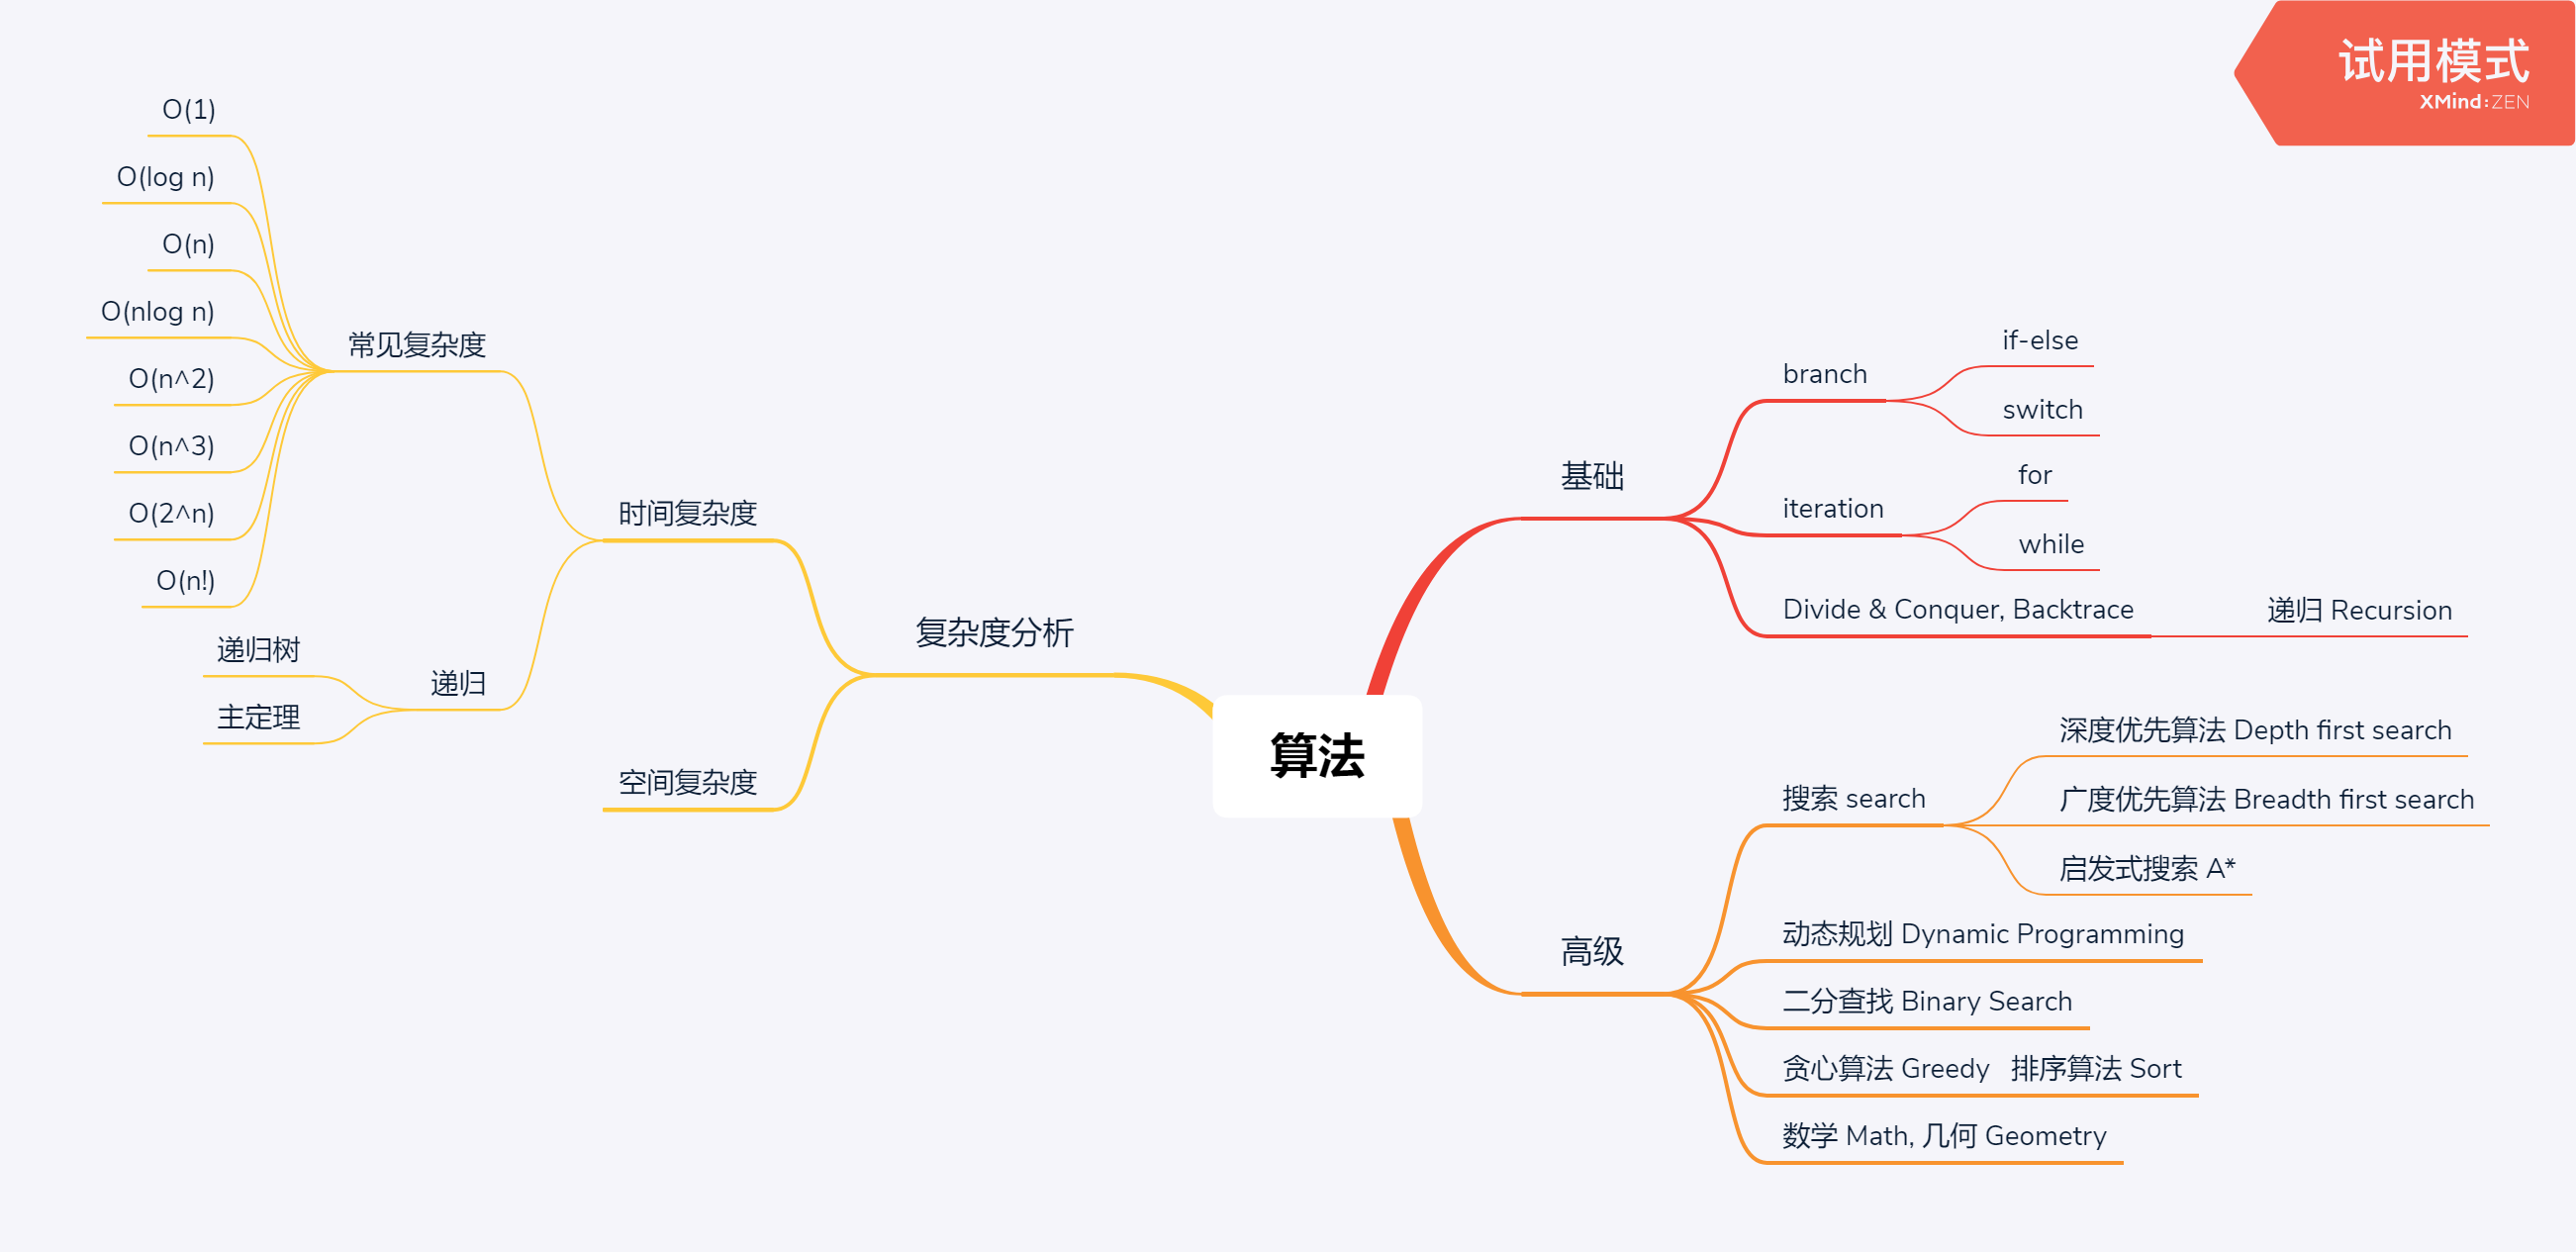 试用模式
XMind:ZEN
算法
基础
branch
if-else
switch
iteration
for
while
Divide & Conquer, Backtrace
递归 Recursion
高级
搜索 search
深度优先算法 Depth first search
广度优先算法 Breadth first search
启发式搜索 A*
动态规划 Dynamic Programming
二分查找 Binary Search
贪心算法 Greedy 排序算法 Sort
数学 Math, 几何 Geometry
复杂度分析
时间复杂度
常见复杂度
O(1)
O(log n)
O(n)
O(nlog n)
O(n^2)
O(n^3)
O(2^n)
O(n!)
递归
递归树
主定理
空间复杂度